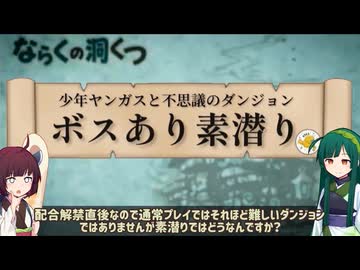 ならくの洞くつ
少年ヤンガスと不思議のダンジョン
ボスあり素潜り
配合解禁直後なので通常プレイではそれほど難しいダンジョン
ではありませんが素潜りではどうなんですか?